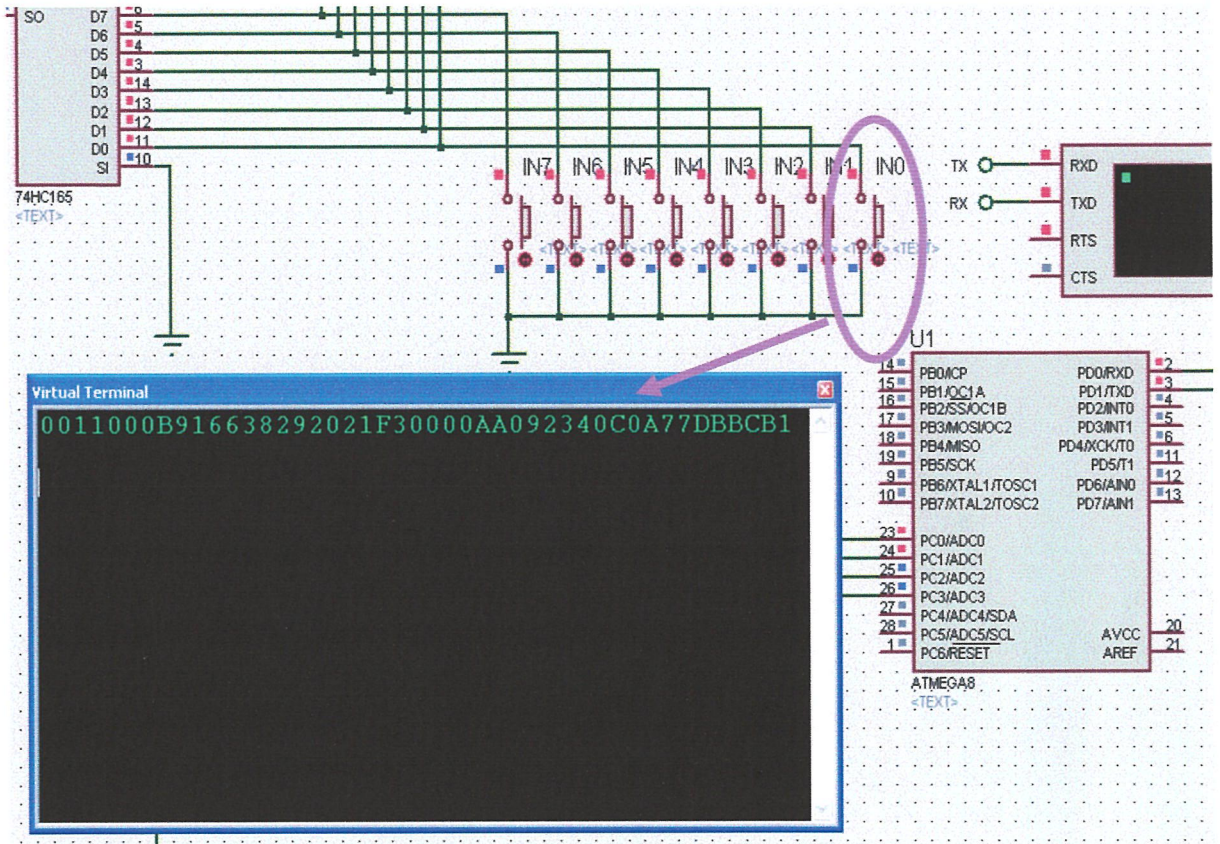 SO
D7
6
D6
5
D5
4
D4
3
D3
14
D2
13
D1
12
D0
11
SI
10
74HC165
<TEXT>
IN7
IN6
IN5
IN4
IN3
IN2
IN1
IN0
<TEXT>
<TEXT>
TX
RX
RXD
TXD
RTS
CTS
Virtual Terminal
0011000B916638292021F30000AA092340C0A77DBBCB1
U1
14
PB0/ICP
15
PB1/OC1A
16
PB2/SS/OC1B
17
PB3/MOSI/OC2
18
PB4/MISO
19
PB5/SCK
9
PB6/XTAL1/TOSC1
10
PB7/XTAL2/TOSC2
23
PC0/ADC0
24
PC1/ADC1
25
PC2/ADC2
26
PC3/ADC3
27
PC4/ADC4/SDA
28
PC5/ADC5/SCL
1
PC6/RESET
PD0/RXD
2
PD1/TXD
3
PD2/INT0
4
PD3/INT1
5
PD4/XCK/T0
6
PD5/T1
11
PD6/AIN0
12
PD7/AIN1
13
AVCC
20
AREF
21
ATMEGA8
<TEXT>